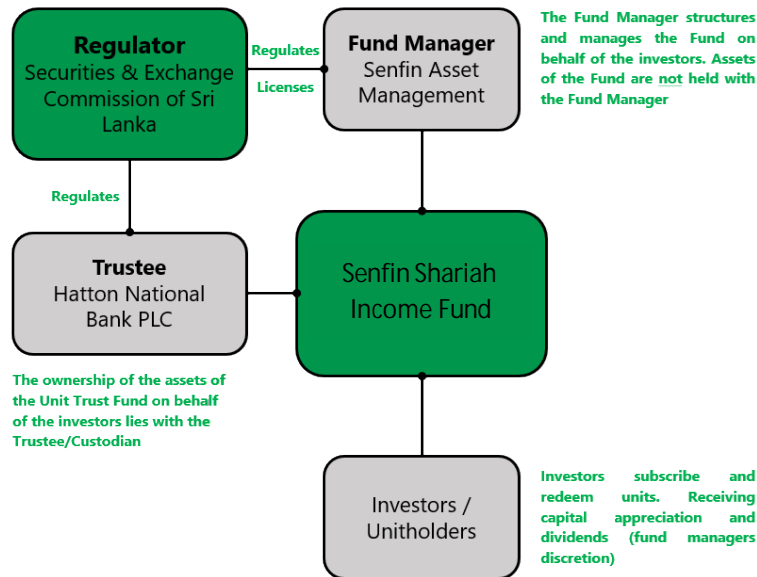 Regulator
Securities & Exchange
Commission of Sri
Lanka
Regulates
Licenses
Fund Manager
Senfin Asset
Management
The Fund Manager structures
and manages the Fund on
behalf of the investors. Assets
of the Fund are not held with
the Fund Manager
Regulates
Trustee
Hatton National
Bank PLC
Senfin Shariah
Income Fund
The ownership of the assets of
the Unit Trust Fund on behalf
of the investors lies with the
Trustee/Custodian
Investors /
Unitholders
Investors subscribe and
redeem units. Receiving
capital appreciation and
dividends (fund managers
discretion)